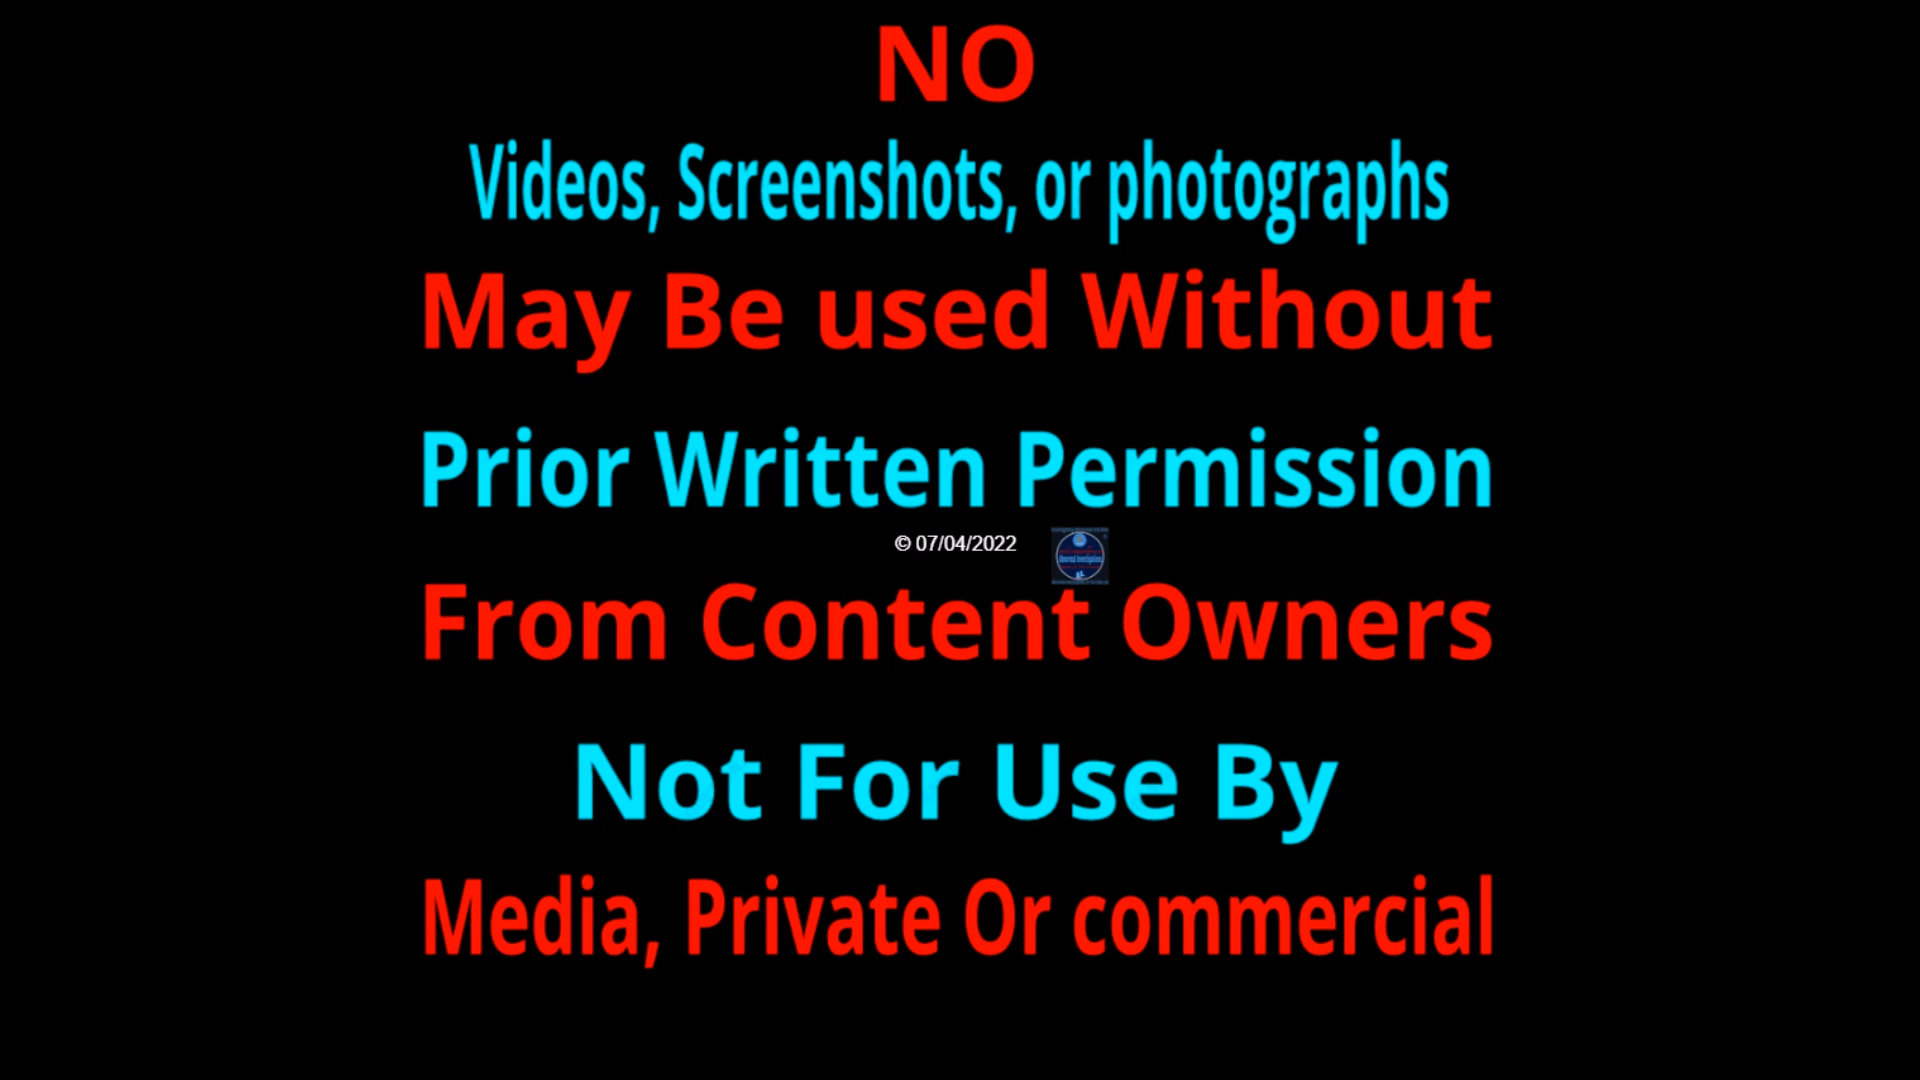 NO
Videos, Screenshots, or photographs
May Be used Without
Prior Written Permission
© 07/04/2022
From Content Owners
Not For Use By
Media, Private Or commercial